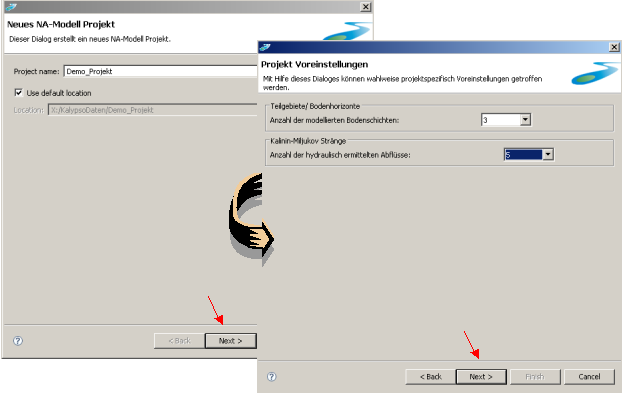 Neues NA-Modell Projekt
Dieser Dialog erstellt ein neues NA-Modell Projekt.
Project name: Demo_Projekt
Use default location
Location: X:/KalypsoDaten/Demo_Projekt
? < Back Next >
Projekt Voreinstellungen
Mit Hilfe dieses Dialoges können wahlweise projektspezifisch Voreinstellungen getroffen
werden.
Teilgebiete/ Bodenhorizonte
Anzahl der modellierten Bodenschichten: 3
Kalinin-Miljukov Stränge
Anzahl der hydraulisch ermittelten Abflüsse: 5
? < Back Next > Finish Cancel